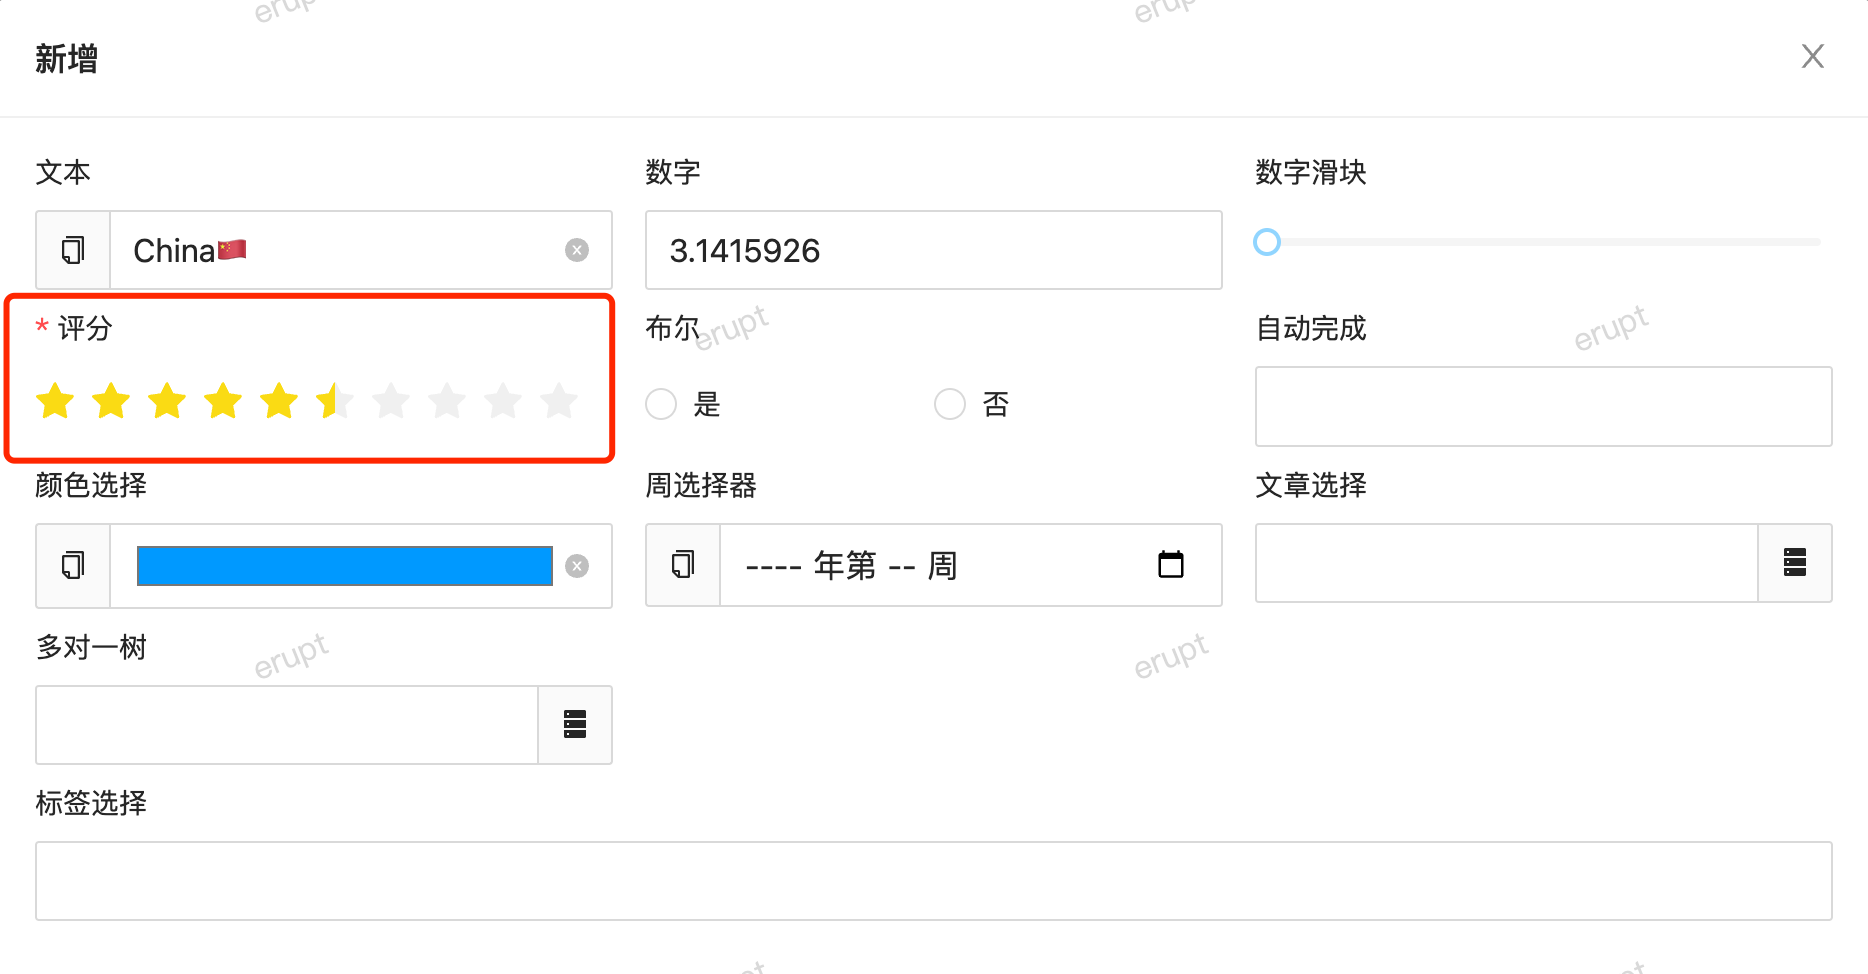 新增
文本
数字
数字滑块
China🇨🇳
3.1415926
* 评分
布尔
自动完成
是
否
颜色选择
周选择器
文章选择
---- 年第 -- 周
多对一树
标签选择
erupt
erupt
erupt
erupt
erupt
erupt